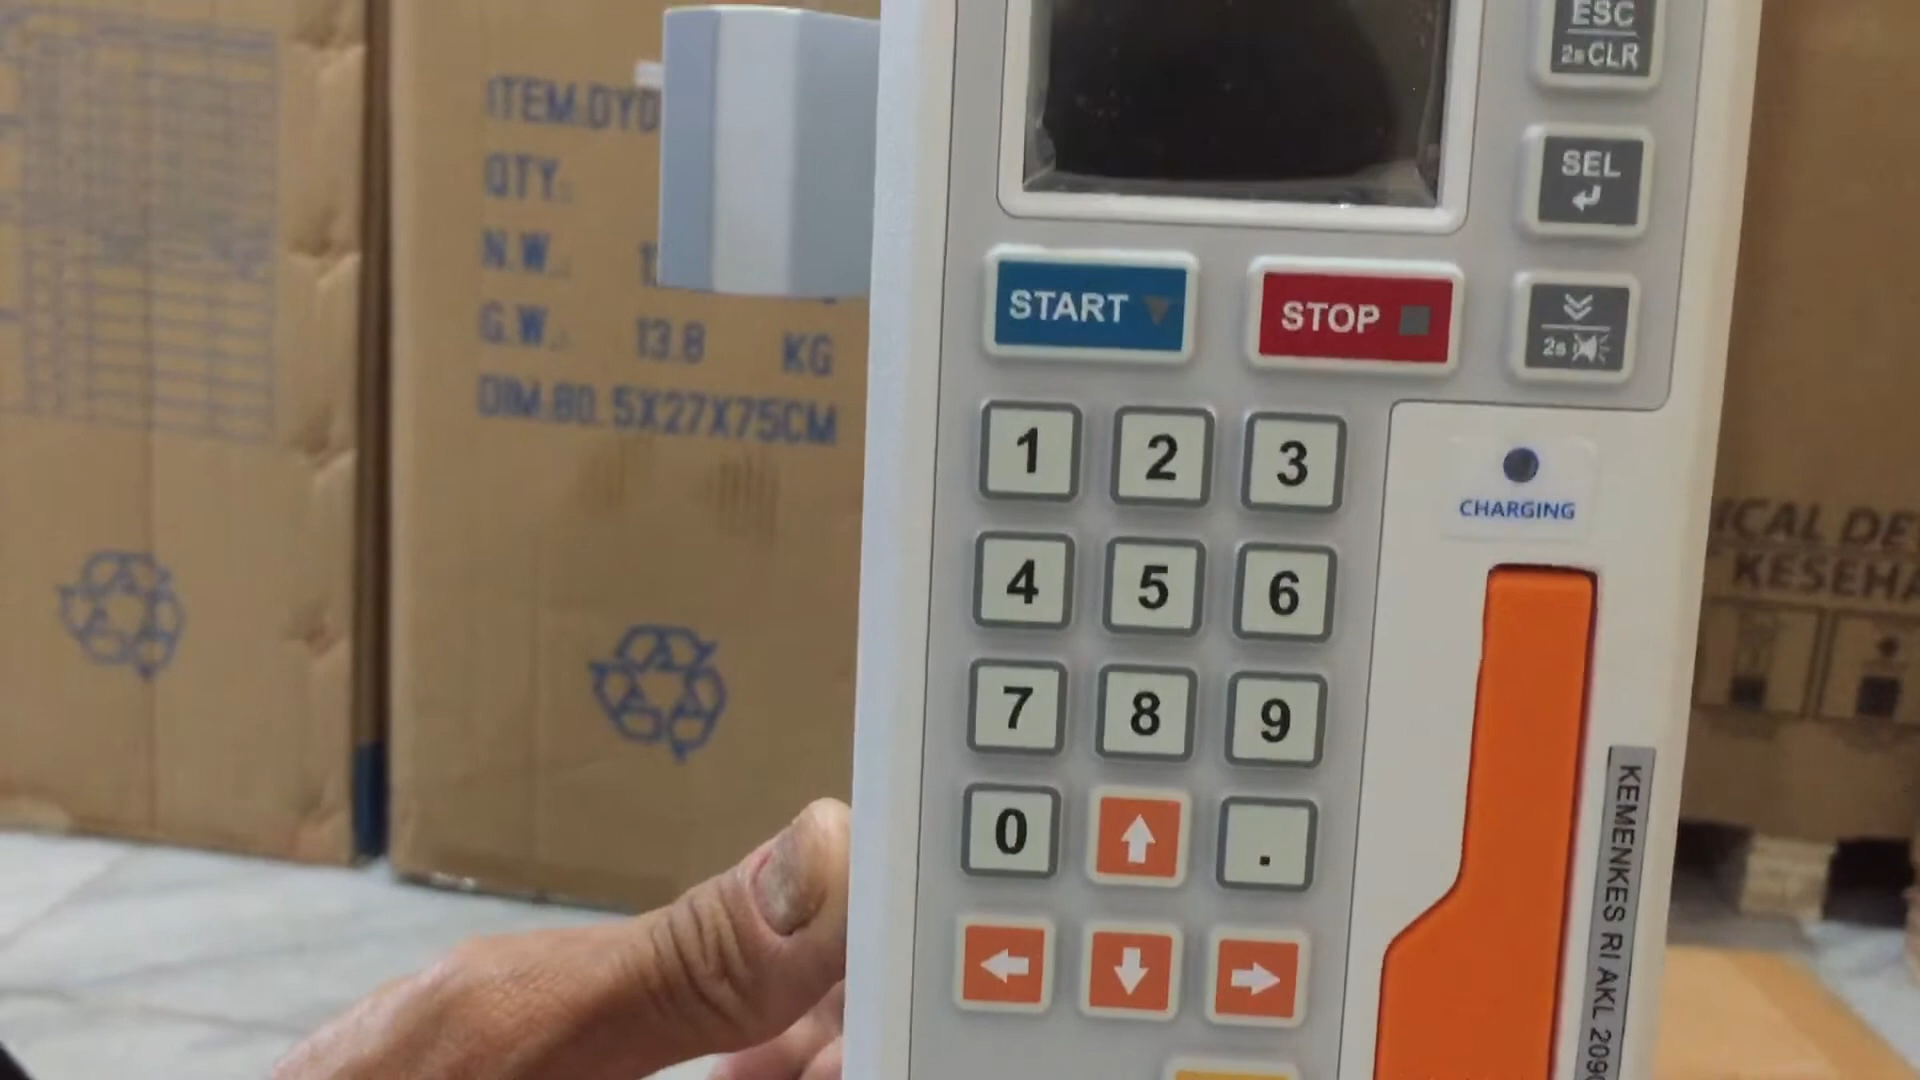 ITEM:DYD
QTY.:
N.W.:
G.W.: 13.8 KG
DIM:80.5X27X75CM
ESC
2s CLR
SEL
START
STOP
2s
1 2 3
4 5 6
7 8 9
0 .
CHARGING
KEMENKES RI AKL 209
ICAL DE
KESEHA